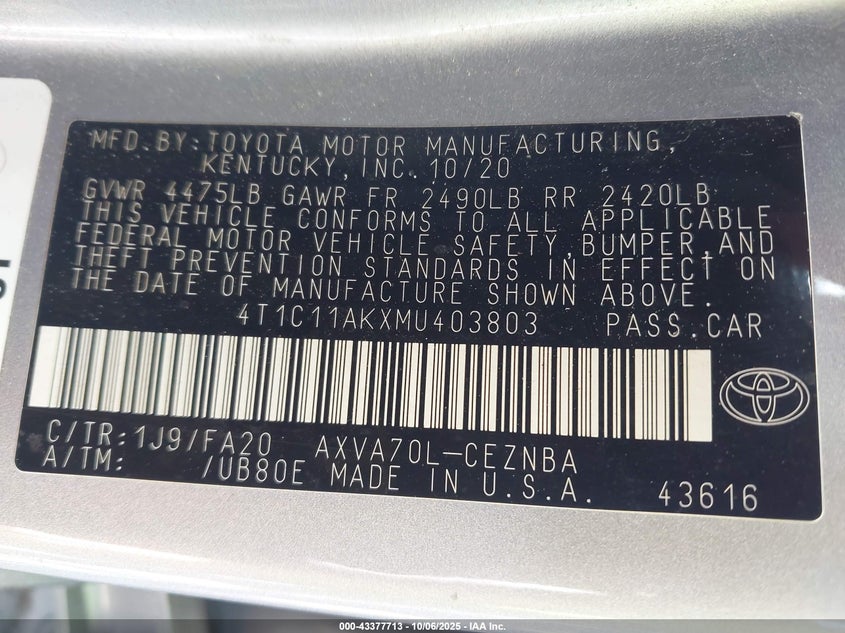 MFD.BY:TOYOTA MOTOR MANUFACTURING,
KENTUCKY, INC. 10/20
GVWR 4475LB GAWR FR 2490LB RR 2420LB
THIS VEHICLE CONFORMS TO ALL APPLICABLE
FEDERAL MOTOR VEHICLE SAFETY,BUMPER,AND
THEFT PREVENTION STANDARDS IN EFFECT ON
THE DATE OF MANUFACTURE SHOWN ABOVE.
4T1C11AKXMU403803 PASS.CAR
C/TR:1J9/FA20 AXVA70L-CEZNBA
A/TM: /UB80E MADE IN U.S.A. 43616
000-43377713 - 10/06/2025 - IAA Inc.